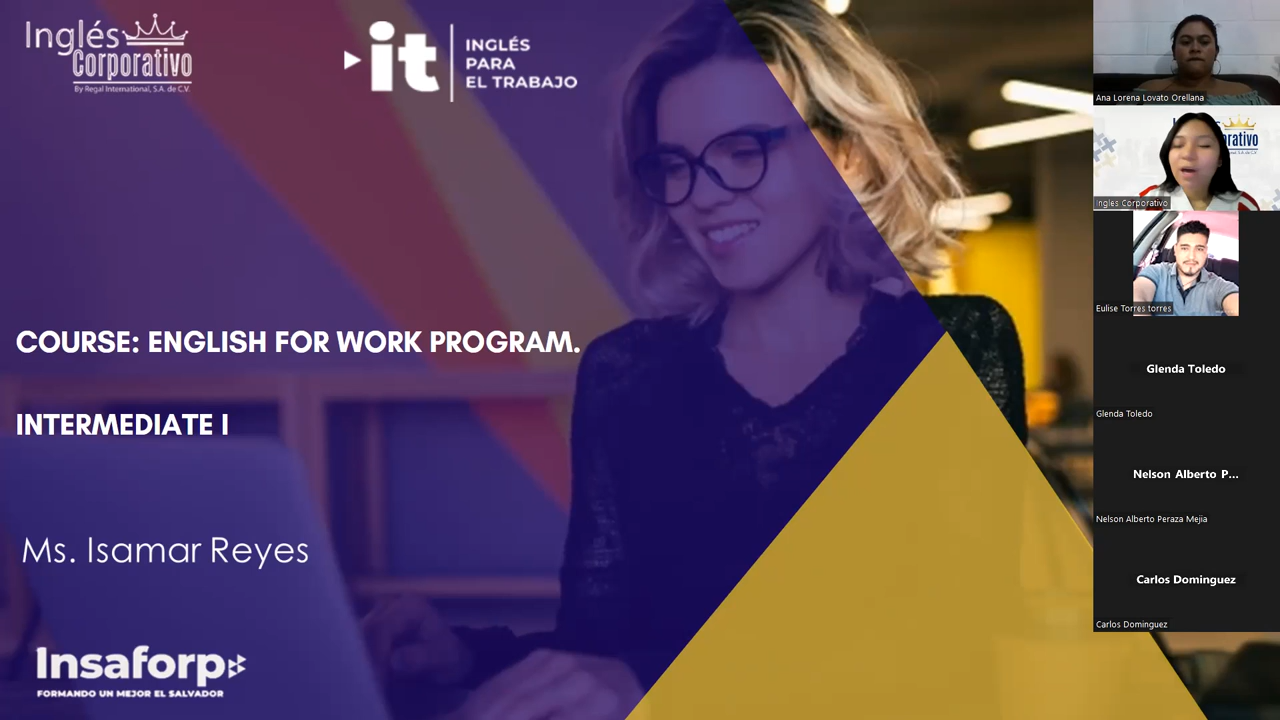 Inglés
Corporativo
By Regal International, S.A. de C.V.
it
INGLÉS
PARA
EL TRABAJO
COURSE: ENGLISH FOR WORK PROGRAM.
INTERMEDIATE I
Ms. Isamar Reyes
Insaforp
FORMANDO UN MEJOR EL SALVADOR
Ana Lorena Lovato Orellana
Ingles Corporativo
Eulise Torres torres
Glenda Toledo
Glenda Toledo
Nelson Alberto P...
Nelson Alberto Peraza Mejia
Carlos Dominguez
Carlos Dominguez